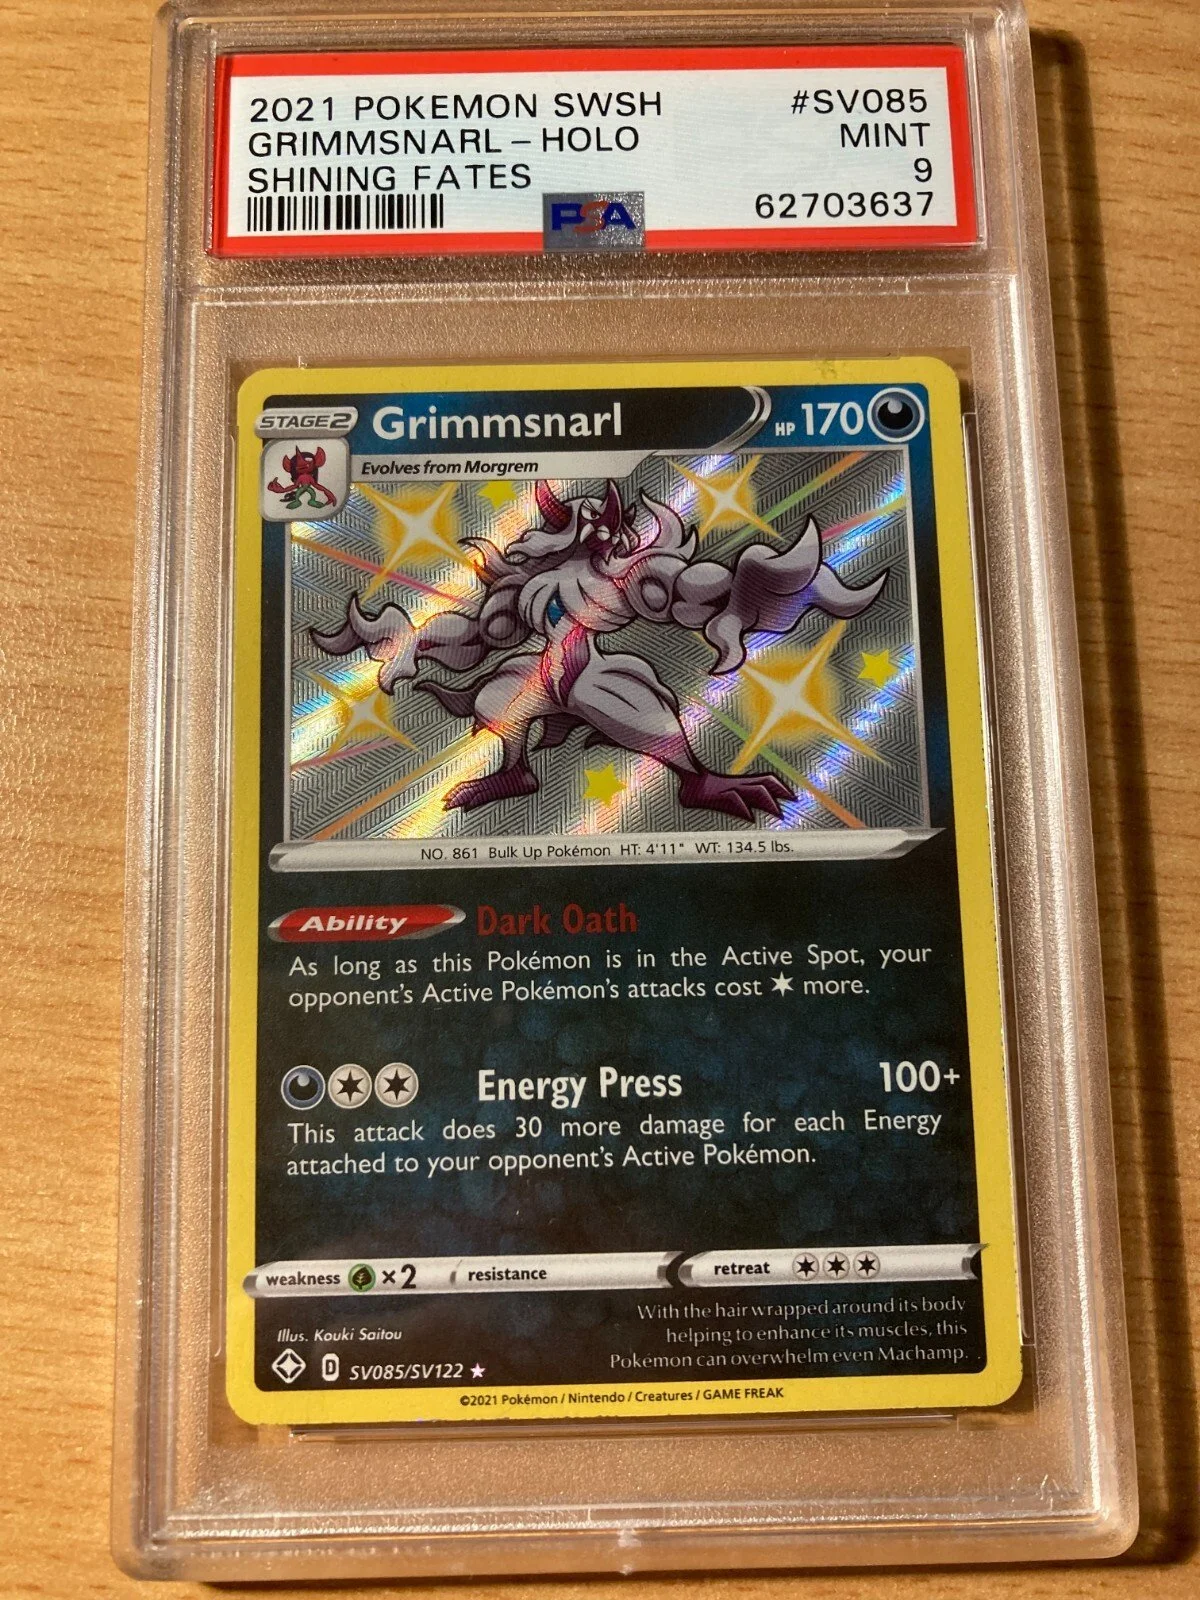 2021 POKEMON SWSH #SV085
GRIMMSNARL – HOLO MINT
SHINING FATES 9
PSA 62703637
STAGE 2 Grimmsnarl HP 170
Evolves from Morgrem
NO. 861 Bulk Up Pokémon HT: 4'11" WT: 134.5 lbs.
Ability Dark Oath
As long as this Pokémon is in the Active Spot, your
opponent's Active Pokémon's attacks cost more.
Energy Press 100+
This attack does 30 more damage for each Energy
attached to your opponent's Active Pokémon.
weakness ×2 resistance retreat
With the hair wrapped around its body
helping to enhance its muscles, this
Pokémon can overwhelm even Machamp.
Illus. Kouki Saitou
D SV085/SV122
©2021 Pokémon / Nintendo / Creatures / GAME FREAK